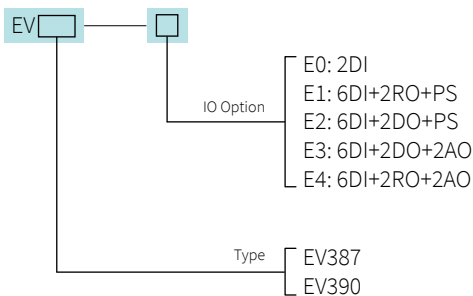 EV
IO Option
E0: 2DI
E1: 6DI+2RO+PS
E2: 6DI+2DO+PS
E3: 6DI+2DO+2AO
E4: 6DI+2RO+2AO
Type
EV387
EV390